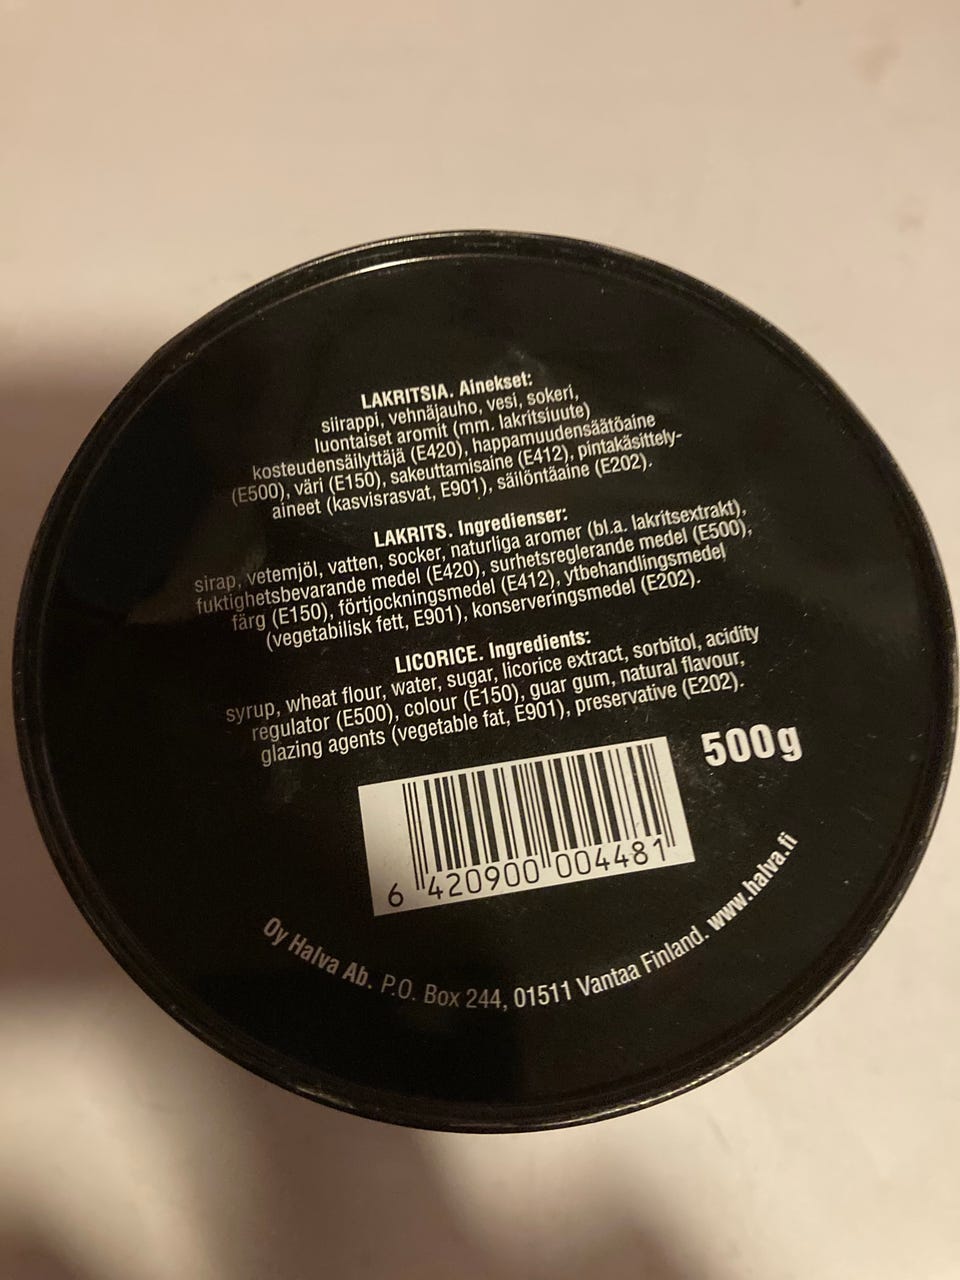 LAKRITSIA. Ainekset:
siirappi, vehnäjauho, vesi, sokeri,
luontaiset aromit (mm. lakritsiuute)
kosteudensäilyttäjä (E420), happamuudensäätöaine
(E500), väri (E150), sakeuttamisaine (E412), pintakäsittely-
aineet (kasvisrasvat, E901), säilöntäaine (E202).
LAKRITS. Ingredienser:
sirap, vetemjöl, vatten, socker, naturliga aromer (bl.a. lakritsextrakt),
fuktighetsbevarande medel (E420), surhetsreglerande medel (E500),
färg (E150), förtjockningsmedel (E412), ytbehandlingsmedel
(vegetabilisk fett, E901), konserveringsmedel (E202).
LICORICE. Ingredients:
syrup, wheat flour, water, sugar, licorice extract, sorbitol, acidity
regulator (E500), colour (E150), guar gum, natural flavour,
glazing agents (vegetable fat, E901), preservative (E202).
500g
6 420900 004481
Oy Halva Ab. P.O. Box 244, 01511 Vantaa Finland. www.halva.fi